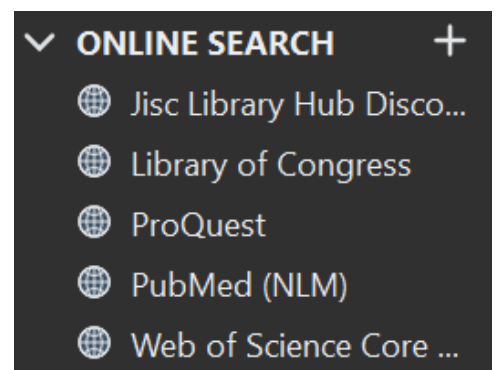 ONLINE SEARCH
Jisc Library Hub Disco...
Library of Congress
ProQuest
PubMed (NLM)
Web of Science Core ...